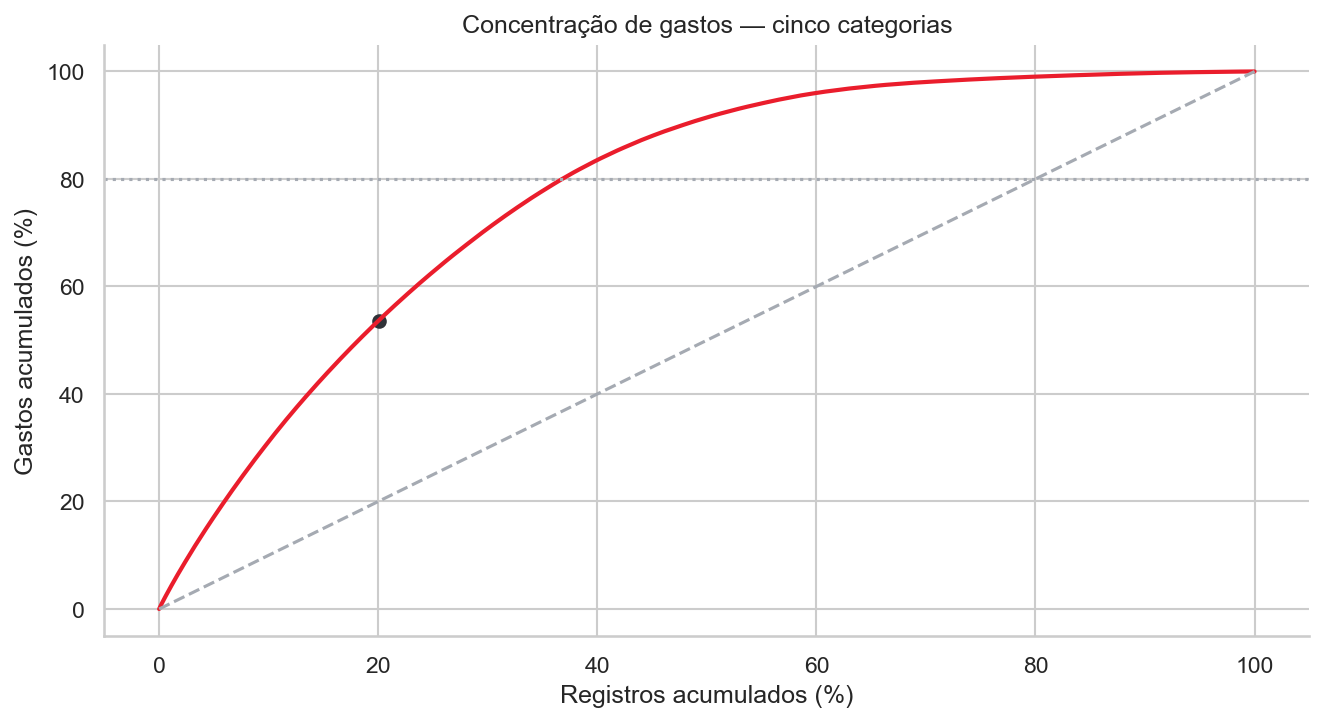 Concentração de gastos — cinco categorias
Gastos acumulados (%)
100
80
60
40
20
0
0 20 40 60 80 100
Registros acumulados (%)